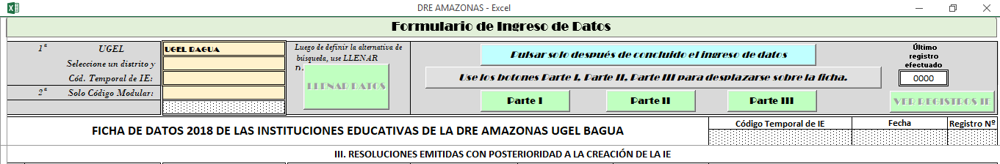 DRE AMAZONAS - Excel
Formulario de Ingreso de Datos
1ª UGEL
UGEL BAGUA
Seleccione un distrito y
Cód. Temporal de IE:
2ª Solo Código Modular:
Luego de definir la alternativa de
búsqueda, use LLENAR
LLENAR DATOS
Pulsar solo después de concluido el ingreso de datos
Use los botones Parte I, Parte II, Parte III para desplazarse sobre la ficha.
Parte I
Parte II
Parte III
Último
registro
efectuado
0000
VER REGISTROS IE
FICHA DE DATOS 2018 DE LAS INSTITUCIONES EDUCATIVAS DE LA DRE AMAZONAS UGEL BAGUA
Código Temporal de IE
Fecha
Registro Nº
III. RESOLUCIONES EMITIDAS CON POSTERIORIDAD A LA CREACIÓN DE LA IE